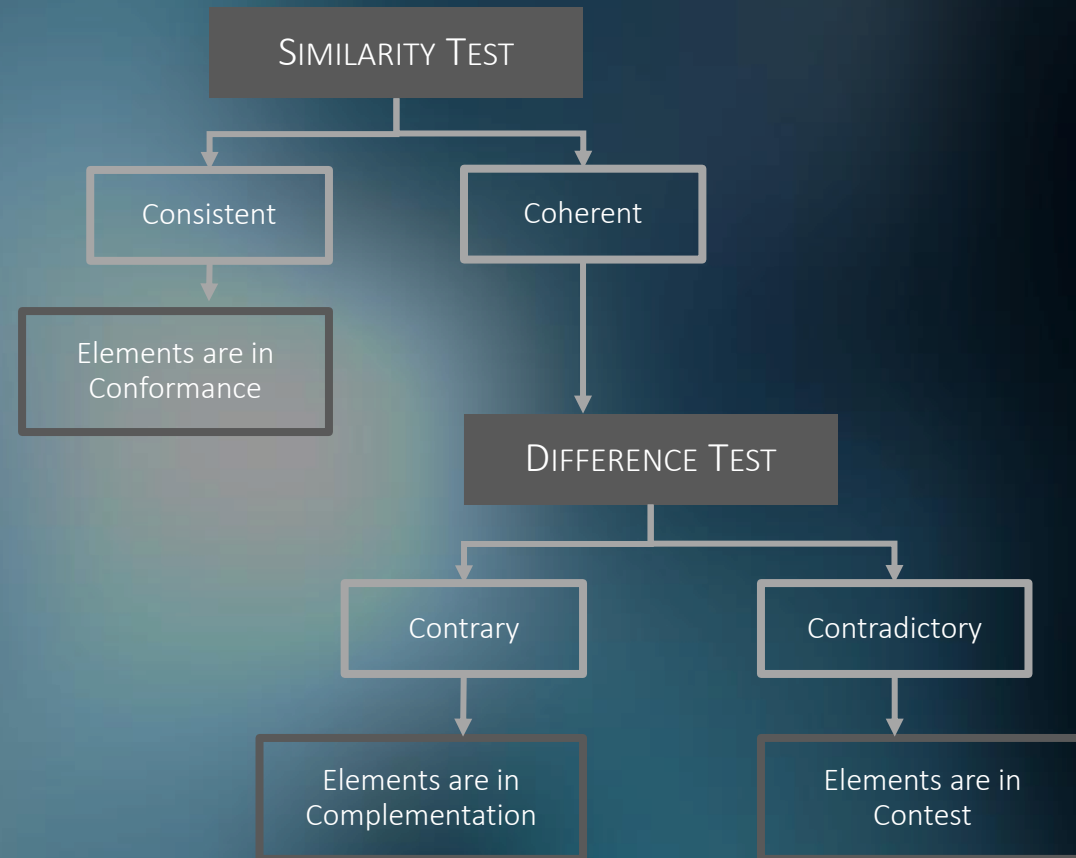 SIMILARITY TEST
Consistent
Coherent
Elements are in
Conformance
DIFFERENCE TEST
Contrary
Contradictory
Elements are in
Complementation
Elements are in
Contest